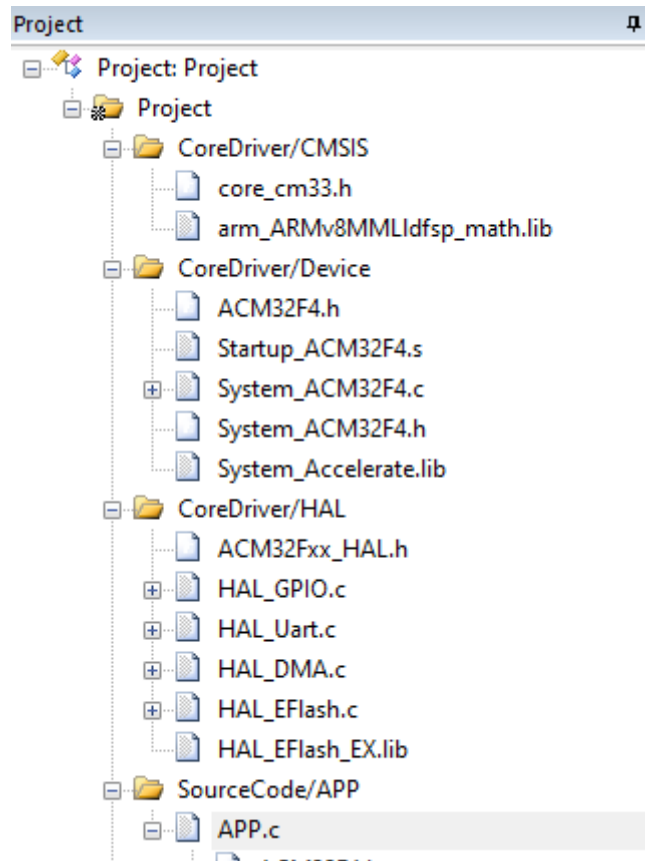 Project
Project: Project
Project
CoreDriver/CMSIS
core_cm33.h
arm_ARMv8MMLldfsp_math.lib
CoreDriver/Device
ACM32F4.h
Startup_ACM32F4.s
System_ACM32F4.c
System_ACM32F4.h
System_Accelerate.lib
CoreDriver/HAL
ACM32Fxx_HAL.h
HAL_GPIO.c
HAL_Uart.c
HAL_DMA.c
HAL_EFlash.c
HAL_EFlash_EX.lib
SourceCode/APP
APP.c